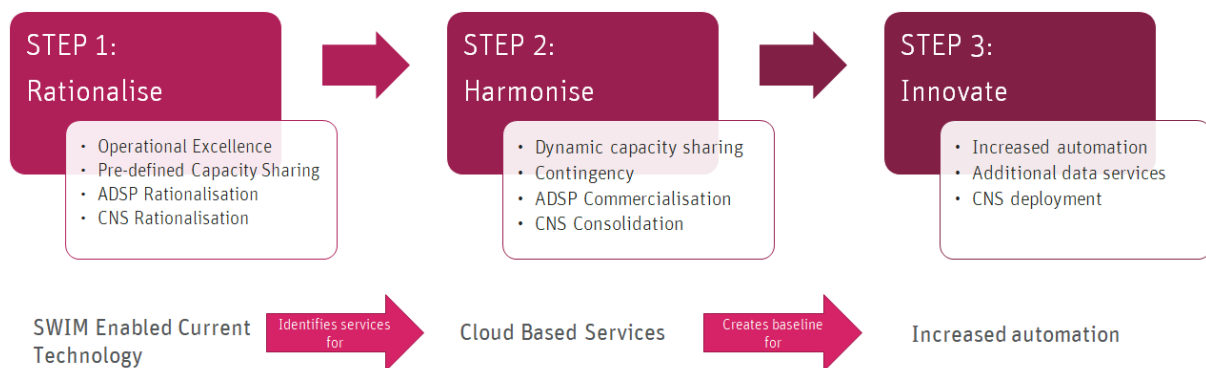 STEP 1:
Rationalise
• Operational Excellence
• Pre-defined Capacity Sharing
• ADSP Rationalisation
• CNS Rationalisation
STEP 2:
Harmonise
• Dynamic capacity sharing
• Contingency
• ADSP Commercialisation
• CNS Consolidation
STEP 3:
Innovate
• Increased automation
• Additional data services
• CNS deployment
SWIM Enabled Current
Technology
Identifies services
for
Cloud Based Services
Creates baseline
for
Increased automation